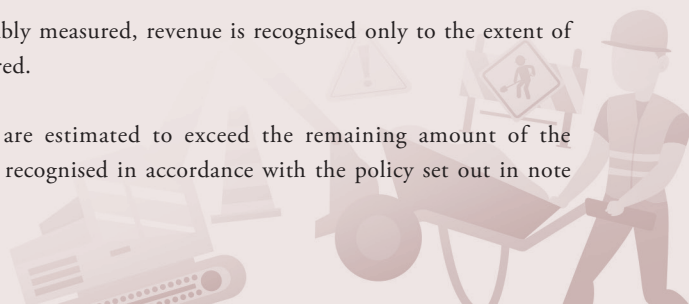 bly measured, revenue is recognised only to the extent of
red.
are estimated to exceed the remaining amount of the
recognised in accordance with the policy set out in note